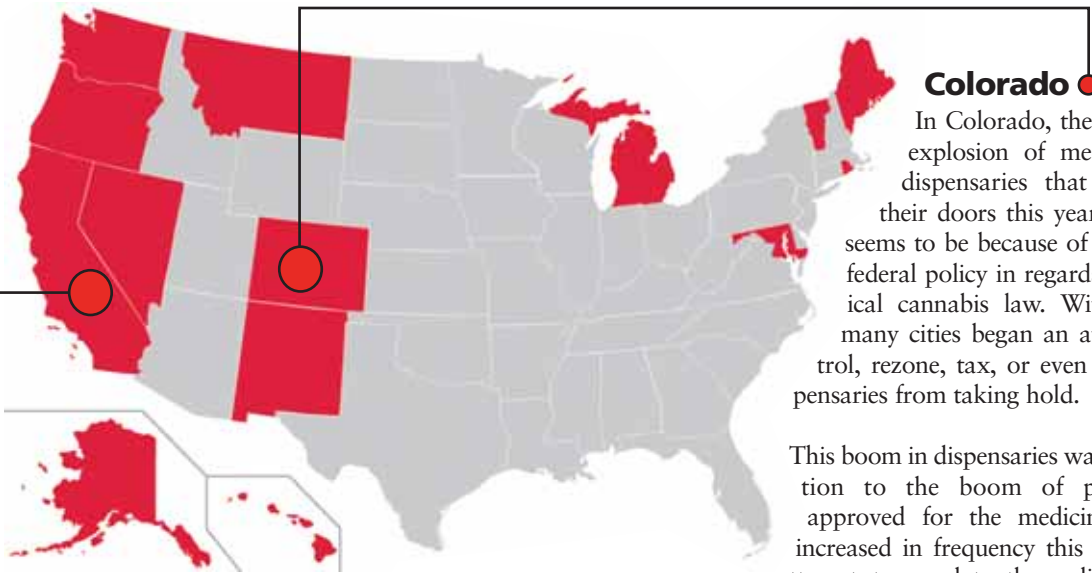 Colorado
In Colorado, the
explosion of me
dispensaries that
their doors this year
seems to be because of
federal policy in regard
ical cannabis law. Wi
many cities began an a
trol, rezone, tax, or even
pensaries from taking hold.
This boom in dispensaries wa
tion to the boom of p
approved for the medicin
increased in frequency this